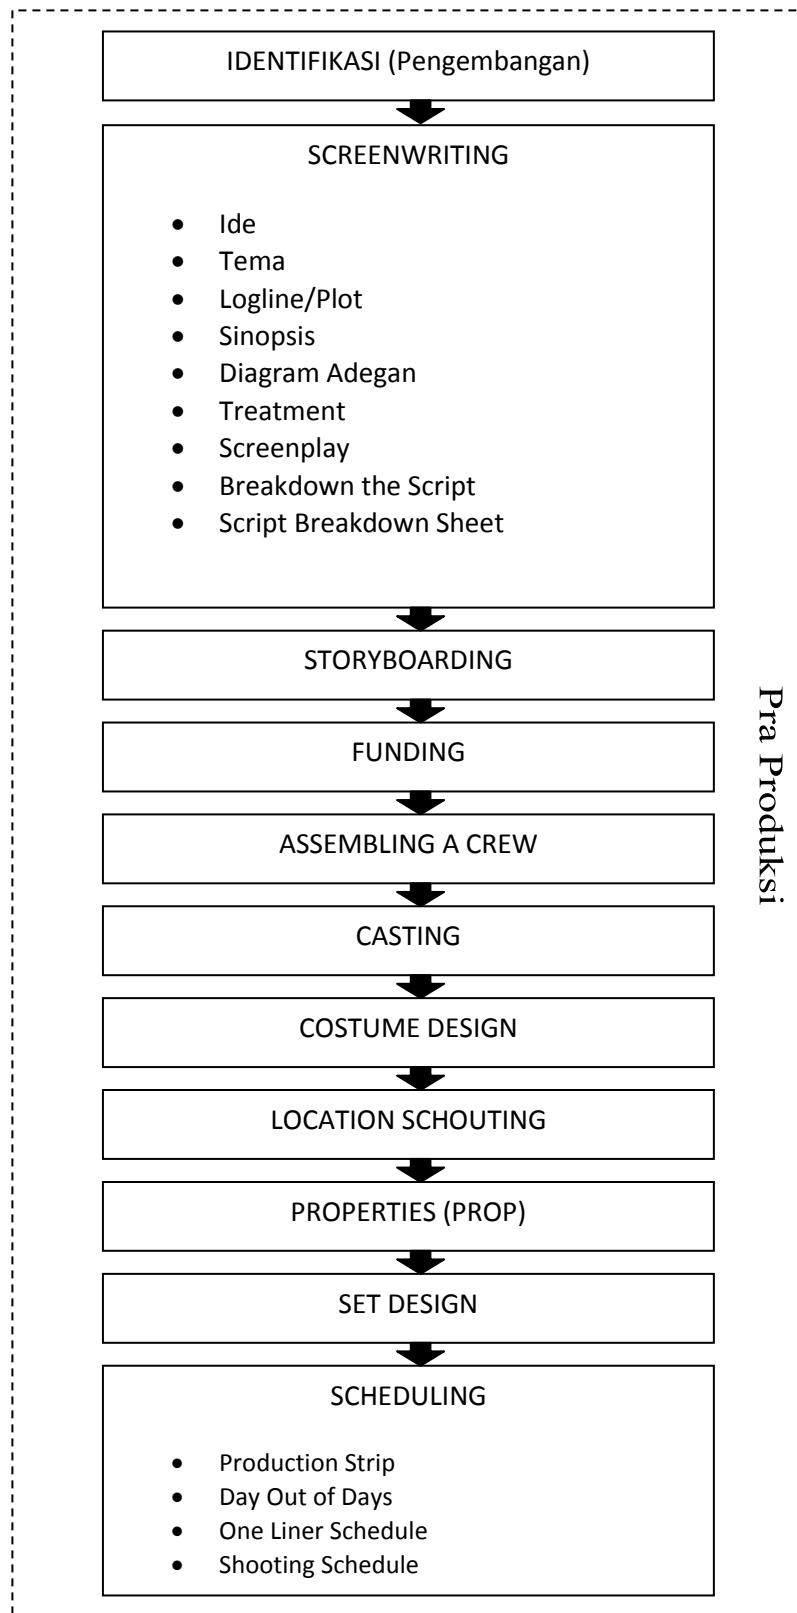 IDENTIFIKASI (Pengembangan)
SCREENWRITING
• Ide
• Tema
• Logline/Plot
• Sinopsis
• Diagram Adegan
• Treatment
• Screenplay
• Breakdown the Script
• Script Breakdown Sheet
STORYBOARDING
FUNDING
ASSEMBLING A CREW
CASTING
COSTUME DESIGN
LOCATION SCHOUTING
PROPERTIES (PROP)
SET DESIGN
SCHEDULING
• Production Strip
• Day Out of Days
• One Liner Schedule
• Shooting Schedule
Pra Produksi